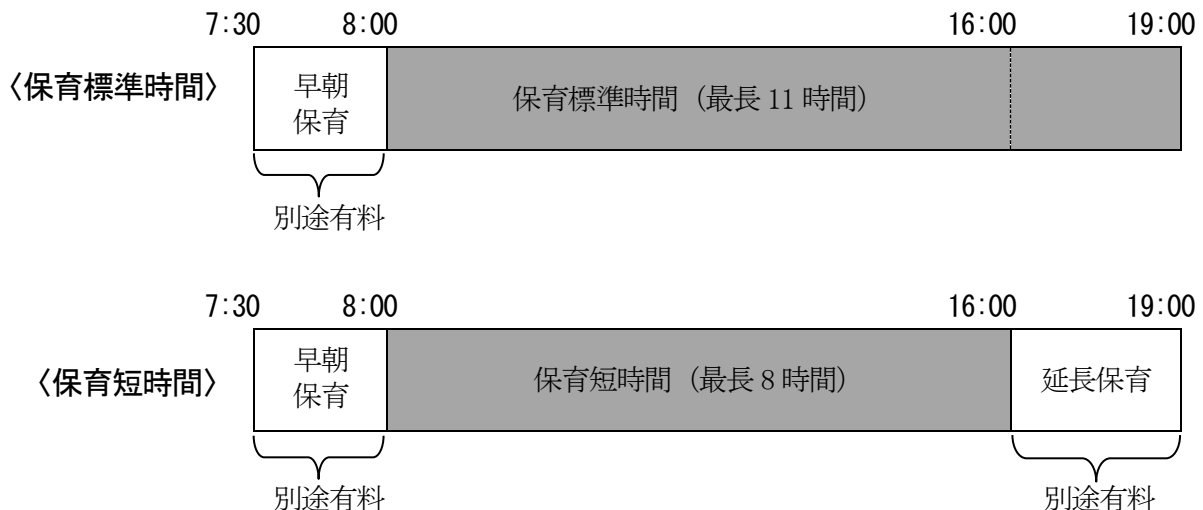 7:30 8:00 16:00 19:00
〈保育標準時間〉
早朝
保育
保育標準時間（最長 11 時間）
別途有料
7:30 8:00 16:00 19:00
〈保育短時間〉
早朝
保育
保育短時間（最長 8 時間）
延長保育
別途有料 別途有料